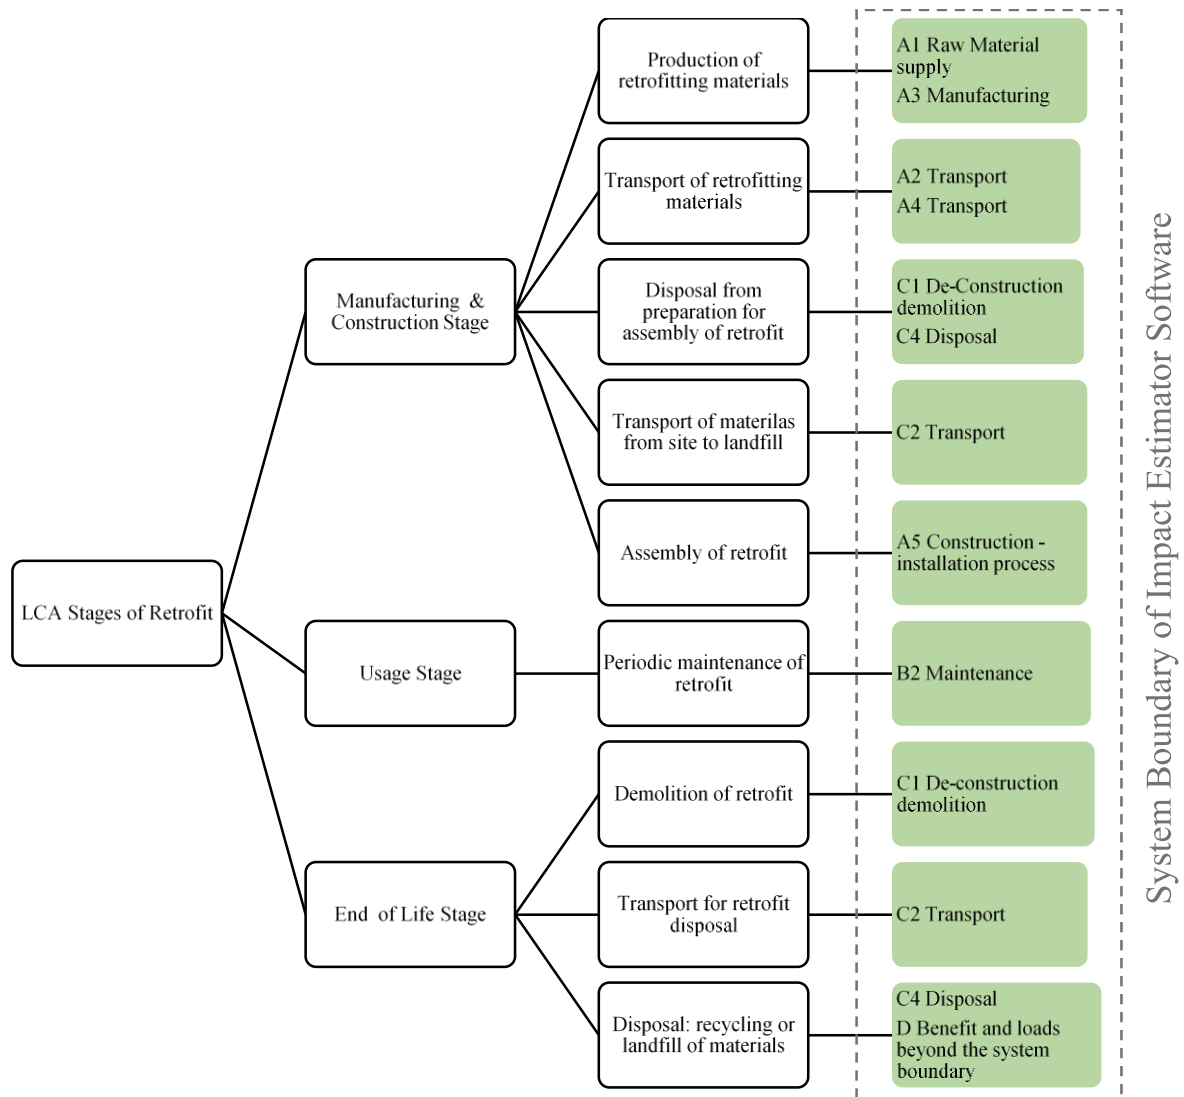 LCA Stages of Retrofit
Manufacturing & 
Construction Stage
Production of
retrofitting materials
A1 Raw Material
supply
A3 Manufacturing
Transport of retrofitting
materials
A2 Transport
A4 Transport
Disposal from
preparation for
assembly of retrofit
C1 De-Construction
demolition
C4 Disposal
Transport of materilas
from site to landfill
C2 Transport
Assembly of retrofit
A5 Construction -
installation process
Usage Stage
Periodic maintenance of
retrofit
B2 Maintenance
End of Life Stage
Demolition of retrofit
C1 De-construction
demolition
Transport for retrofit
disposal
C2 Transport
Disposal: recycling or
landfill of materials
C4 Disposal
D Benefit and loads
beyond the system
boundary
System Boundary of Impact Estimator Software